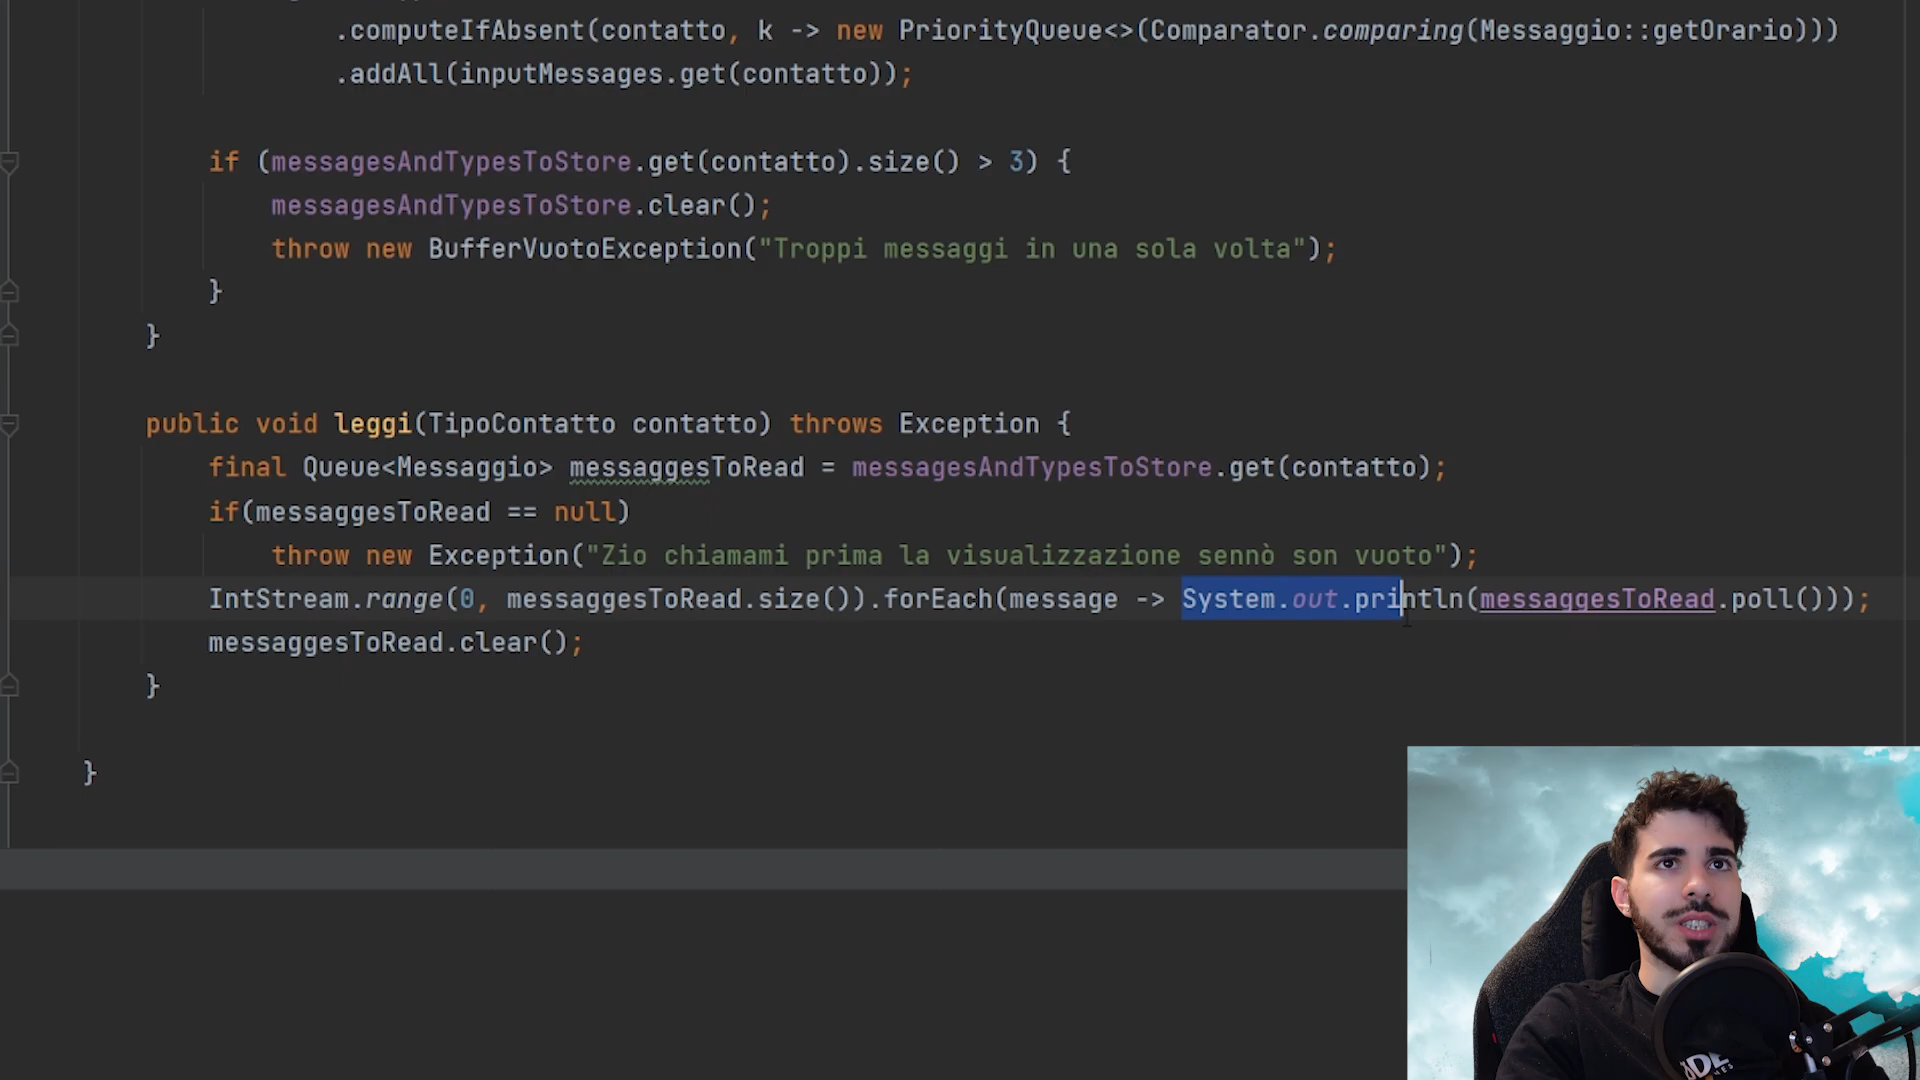 .computeIfAbsent(contatto, k -> new PriorityQueue<>(Comparator.comparing(Messaggio::getOrario)))
.addAll(inputMessages.get(contatto));
if (messagesAndTypesToStore.get(contatto).size() > 3) {
messagesAndTypesToStore.clear();
throw new BufferVuotoException("Troppi messaggi in una sola volta");
}
}
public void leggi(TipoContatto contatto) throws Exception {
final Queue<Messaggio> messaggesToRead = messagesAndTypesToStore.get(contatto);
if(messaggesToRead == null)
throw new Exception("Zio chiamami prima la visualizzazione sennò son vuoto");
IntStream.range(0, messaggesToRead.size()).forEach(message -> System.out.println(messaggesToRead.poll()));
messaggesToRead.clear();
}
}